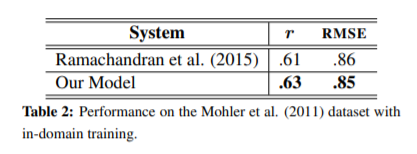 System r RMSE
Ramachandran et al. (2015) .61 .86
Our Model .63 .85
Table 2: Performance on the Mohler et al. (2011) dataset with
in-domain training.